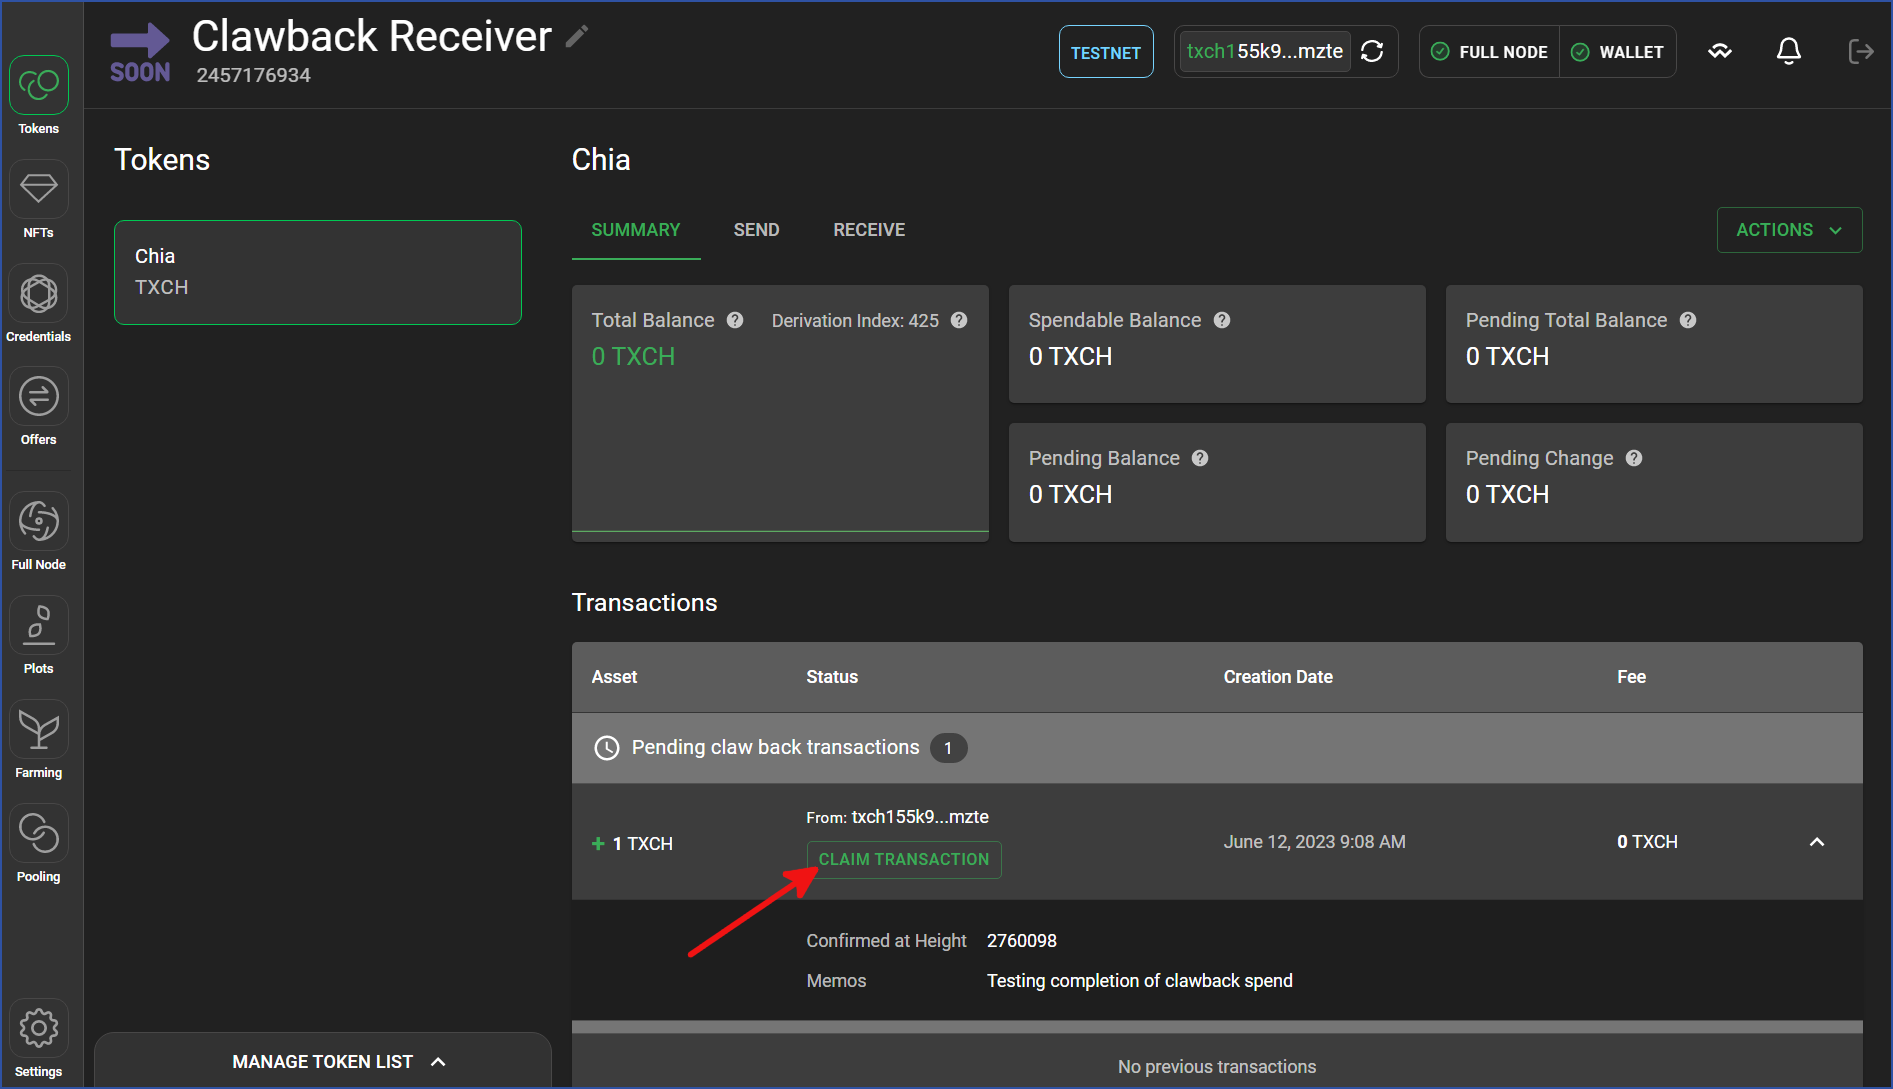 SOON
Clawback Receiver
2457176934
TESTNET
txch155k9...mzte
FULL NODE
WALLET
Tokens
NFTs
Credentials
Offers
Full Node
Plots
Farming
Pooling
Settings
Tokens
Chia
TXCH
MANAGE TOKEN LIST
Chia
SUMMARY
SEND
RECEIVE
ACTIONS
Total Balance ?
Derivation Index: 425 ?
0 TXCH
Spendable Balance ?
0 TXCH
Pending Total Balance ?
0 TXCH
Pending Balance ?
0 TXCH
Pending Change ?
0 TXCH
Transactions
Asset Status Creation Date Fee
Pending claw back transactions 1
From: txch155k9...mzte
+ 1 TXCH
CLAIM TRANSACTION
June 12, 2023 9:08 AM
0 TXCH
Confirmed at Height 2760098
Memos Testing completion of clawback spend
No previous transactions